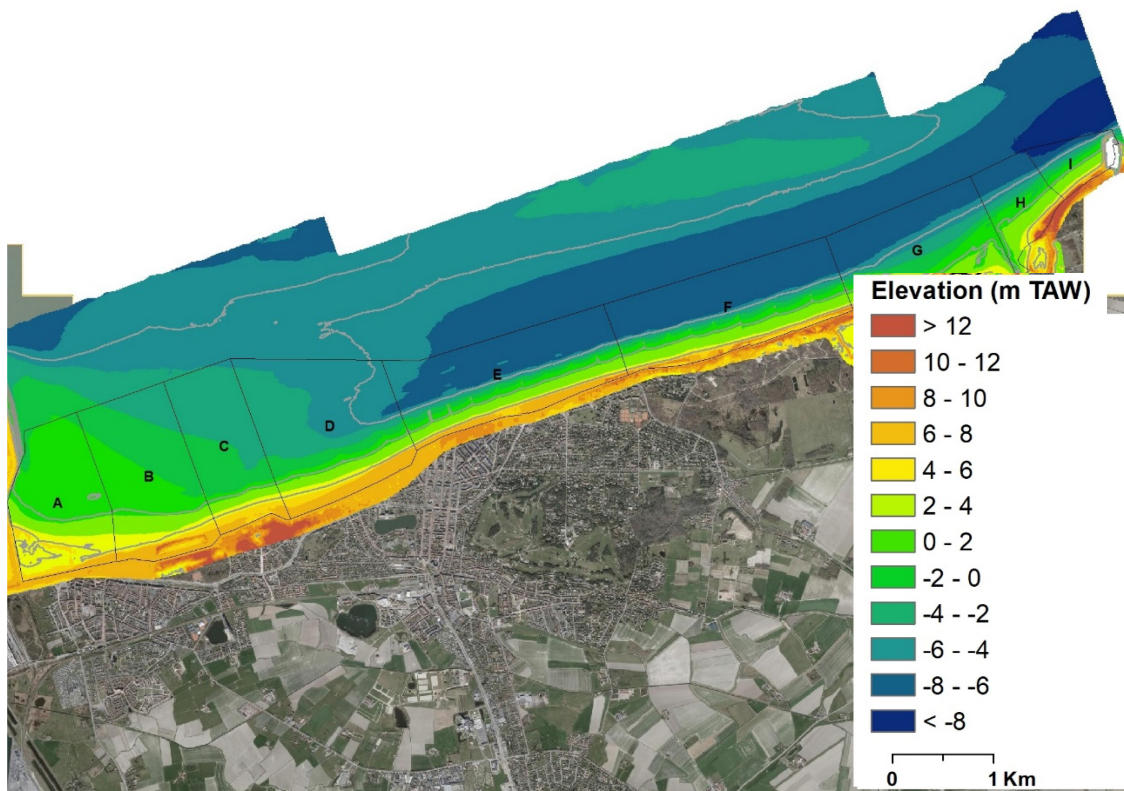 I
H
G
F
E
D
C
B
A
Elevation (m TAW)
> 12
10 - 12
8 - 10
6 - 8
4 - 6
2 - 4
0 - 2
-2 - 0
-4 - -2
-6 - -4
-8 - -6
< -8
0 1 Km